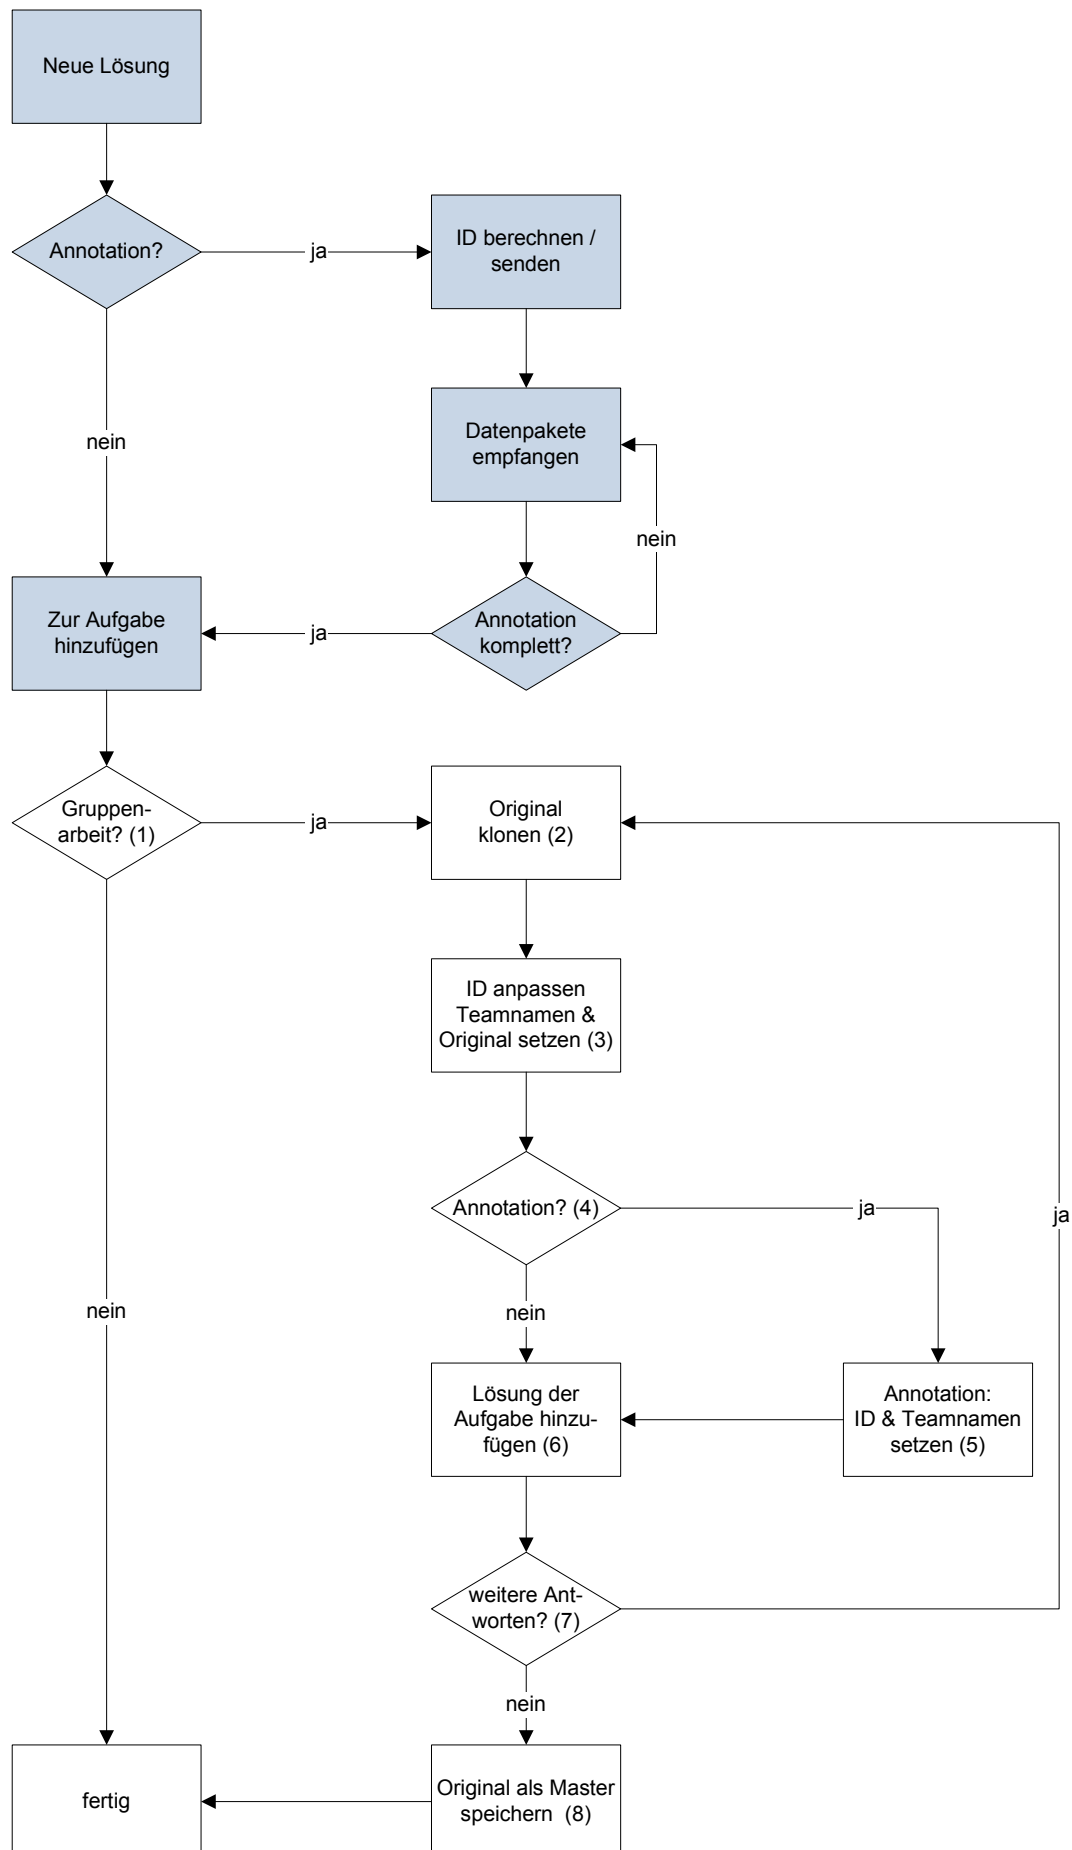 Neue Lösung
Annotation?
ja
ID berechnen /
senden
nein
Datenpakete
empfangen
nein
Zur Aufgabe
hinzufügen
ja
Annotation
komplett?
Gruppen-
arbeit? (1)
ja
Original
klonen (2)
ID anpassen
Teamnamen &
Original setzen (3)
Annotation? (4)
ja
ja
nein
nein
Lösung der
Aufgabe hinzu-
fügen (6)
Annotation:
ID & Teamnamen
setzen (5)
weitere Ant-
worten? (7)
nein
fertig
Original als Master
speichern (8)